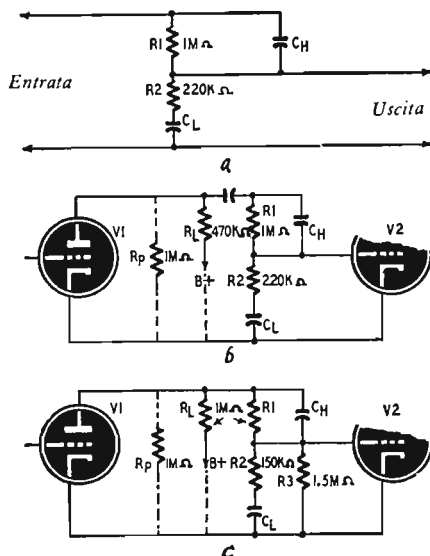 R1
1MΩ
CH
Entrata
R2
220KΩ
Uscita
CL
a
V1
RP
1MΩ
RL
470KΩ
B+
R1
1MΩ
CH
R2
220K
CL
V2
b
V1
RP
1MΩ
RL
1MΩ
R1
CH
B+
R2
150KΩ
R3
1.5MΩ
CL
V2
c